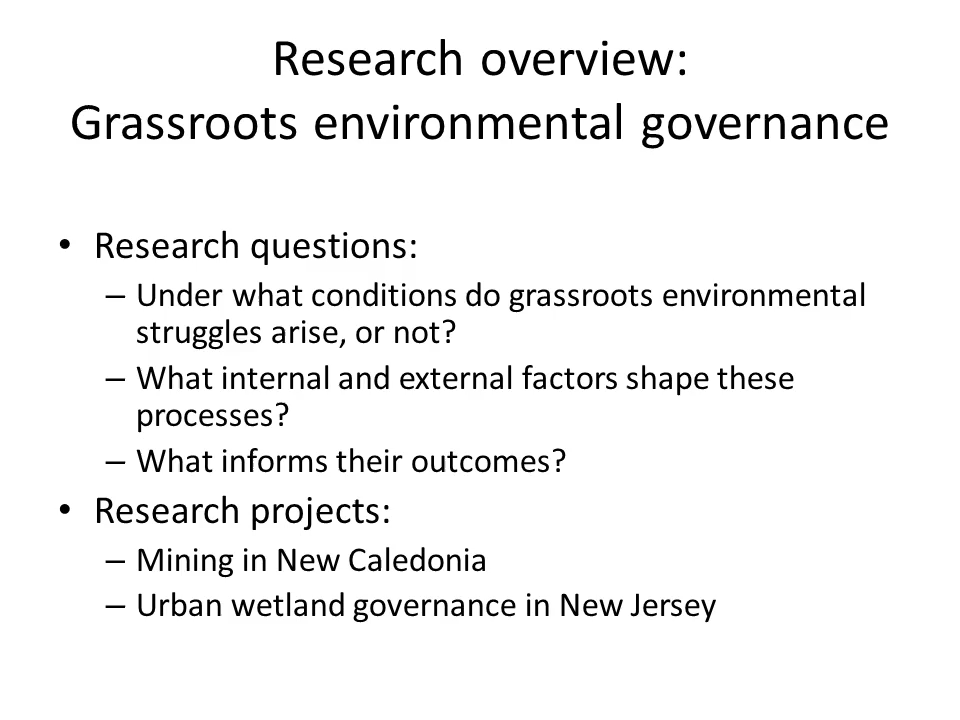 Research overview:
Grassroots environmental governance
• Research questions:
– Under what conditions do grassroots environmental
struggles arise, or not?
– What internal and external factors shape these
processes?
– What informs their outcomes?
• Research projects:
– Mining in New Caledonia
– Urban wetland governance in New Jersey